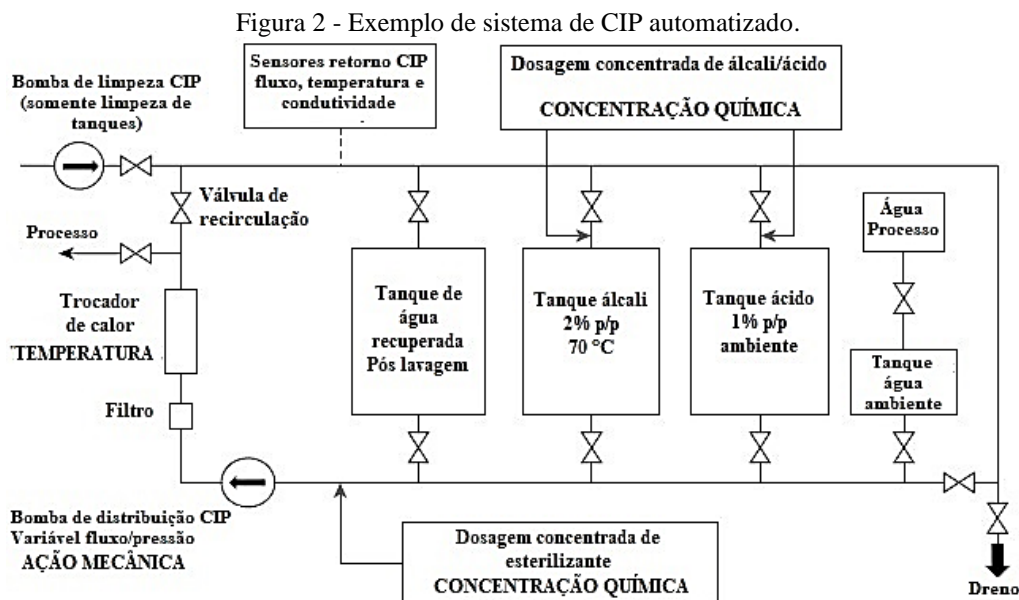 Figura 2 - Exemplo de sistema de CIP automatizado.
Bomba de limpeza CIP
(somente limpeza de
tanques)
Sensores retorno CIP
fluxo, temperatura e
condutividade
Dosagem concentrada de álcali/ácido
CONCENTRAÇÃO QUÍMICA
Válvula de
recirculação
Processo
Trocador
de calor
TEMPERATURA
Filtro
Tanque de
água
recuperada
Pós lavagem
Tanque álcali
2% p/p
70 °C
Tanque ácido
1% p/p
ambiente
Água
Processo
Tanque
água
ambiente
Bomba de distribuição CIP
Variável fluxo/pressão
AÇÃO MECÂNICA
Dosagem concentrada de
esterilizante
CONCENTRAÇÃO QUÍMICA
Dreno